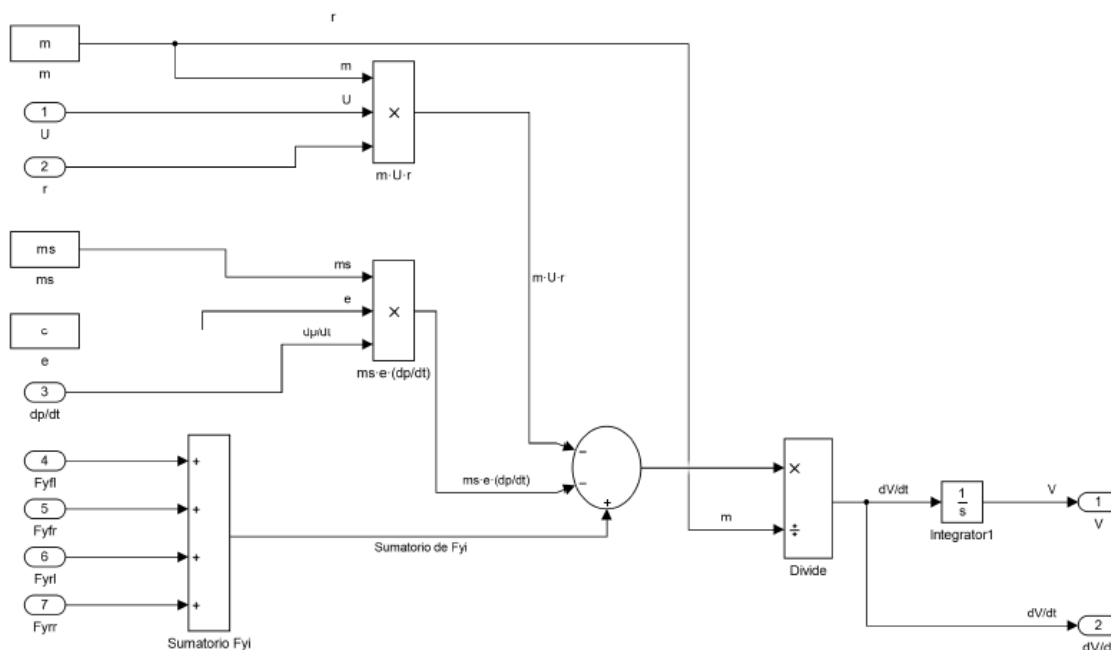 r
m
m
m
1
U
U
2
r
×
m·U·r
ms
ms
ms
c
e
e
dp/dt
3
dp/dt
×
ms·e·(dp/dt)
m·U·r
ms·e·(dp/dt)
4
Fyfl
5
Fyfr
6
Fyrl
7
Fyrr
+
+
+
+
Sumatorio Fyi
Sumatorio de Fyi
−
−
+
m
×
÷
Divide
dV/dt
1
s
Integrator1
V
1
V
dV/dt
2
dV/d